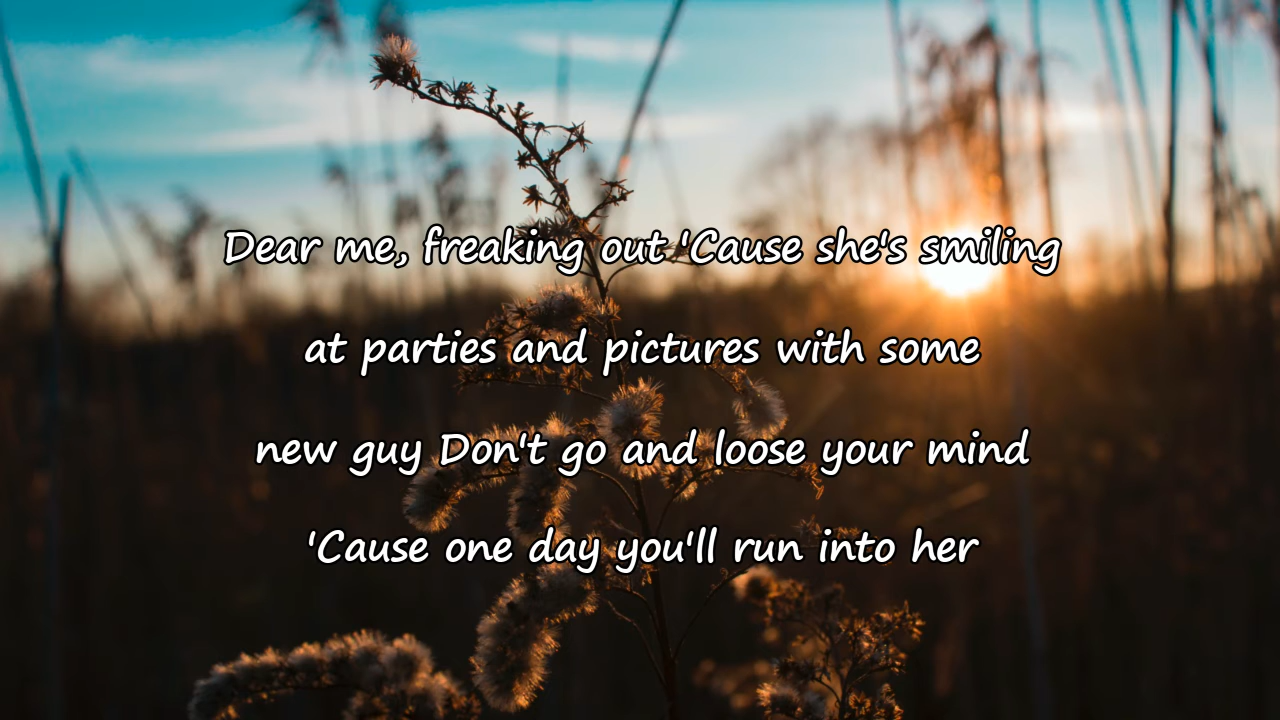 Dear me, freaking out 'Cause she's smiling
at parties and pictures with some
new guy Don't go and loose your mind
'Cause one day you'll run into her